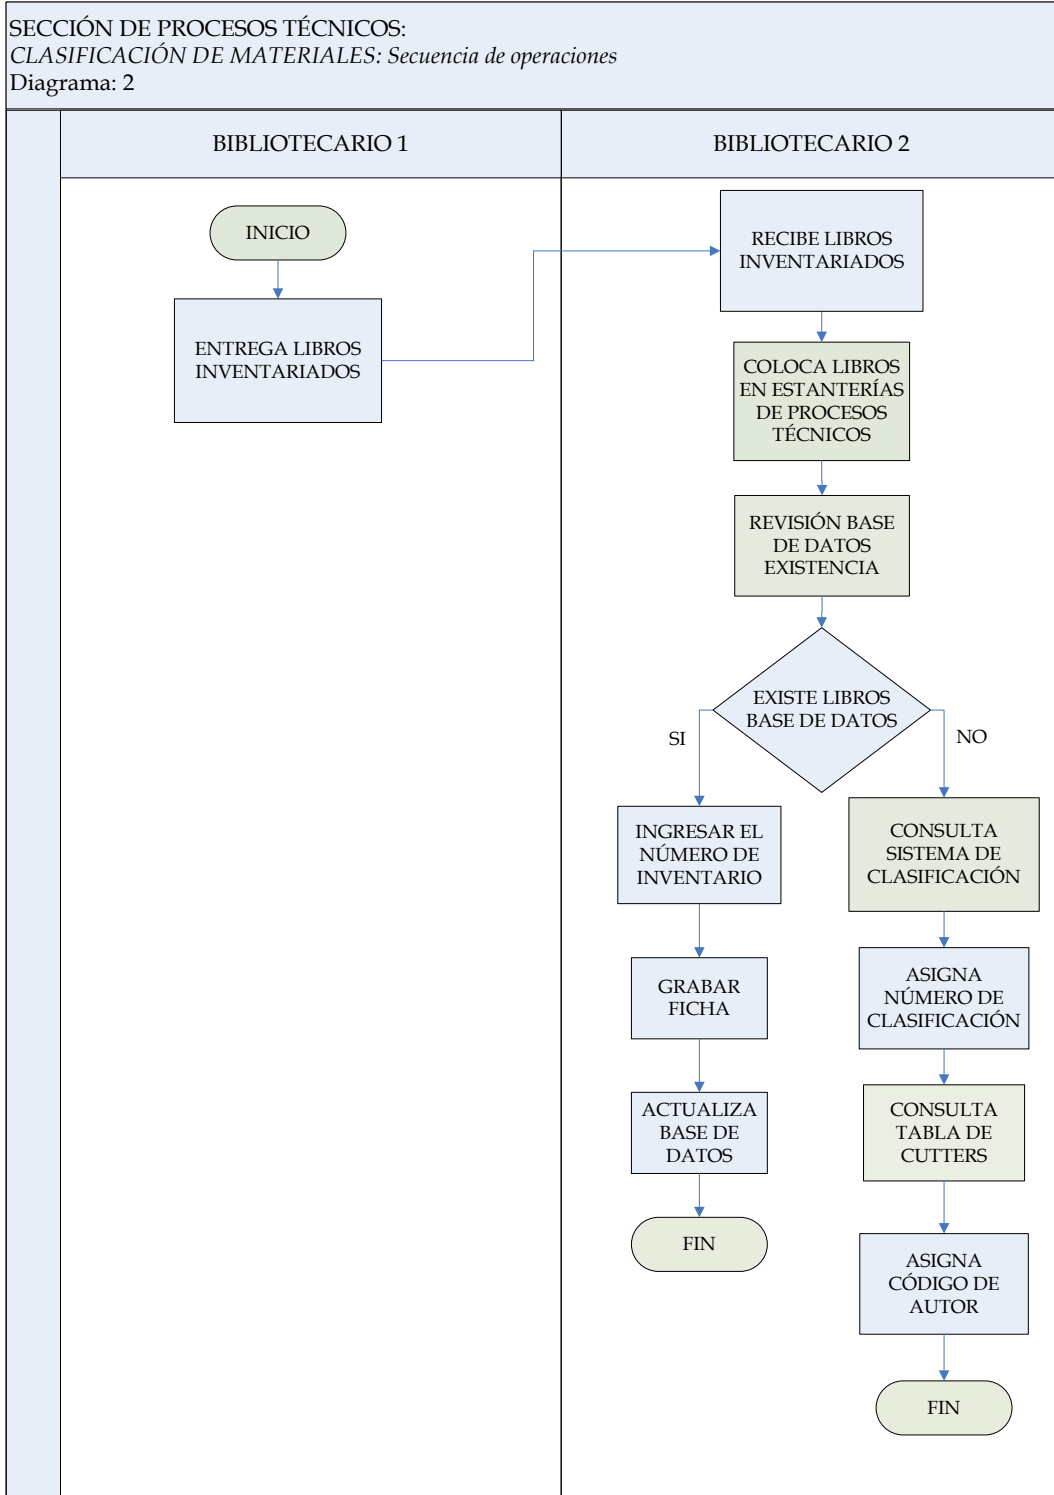 SECCIÓN DE PROCESOS TÉCNICOS:
CLASIFICACIÓN DE MATERIALES: Secuencia de operaciones
Diagrama: 2
BIBLIOTECARIO 1
BIBLIOTECARIO 2
INICIO
ENTREGA LIBROS
INVENTARIADOS
RECIBE LIBROS
INVENTARIADOS
COLOCA LIBROS
EN ESTANTERÍAS
DE PROCESOS
TÉCNICOS
REVISIÓN BASE
DE DATOS
EXISTENCIA
EXISTE LIBROS
BASE DE DATOS
SI
NO
INGRESAR EL
NÚMERO DE
INVENTARIO
GRABAR
FICHA
ACTUALIZA
BASE DE
DATOS
FIN
CONSULTA
SISTEMA DE
CLASIFICACIÓN
ASIGNA
NÚMERO DE
CLASIFICACIÓN
CONSULTA
TABLA DE
CUTTERS
ASIGNA
CÓDIGO DE
AUTOR
FIN